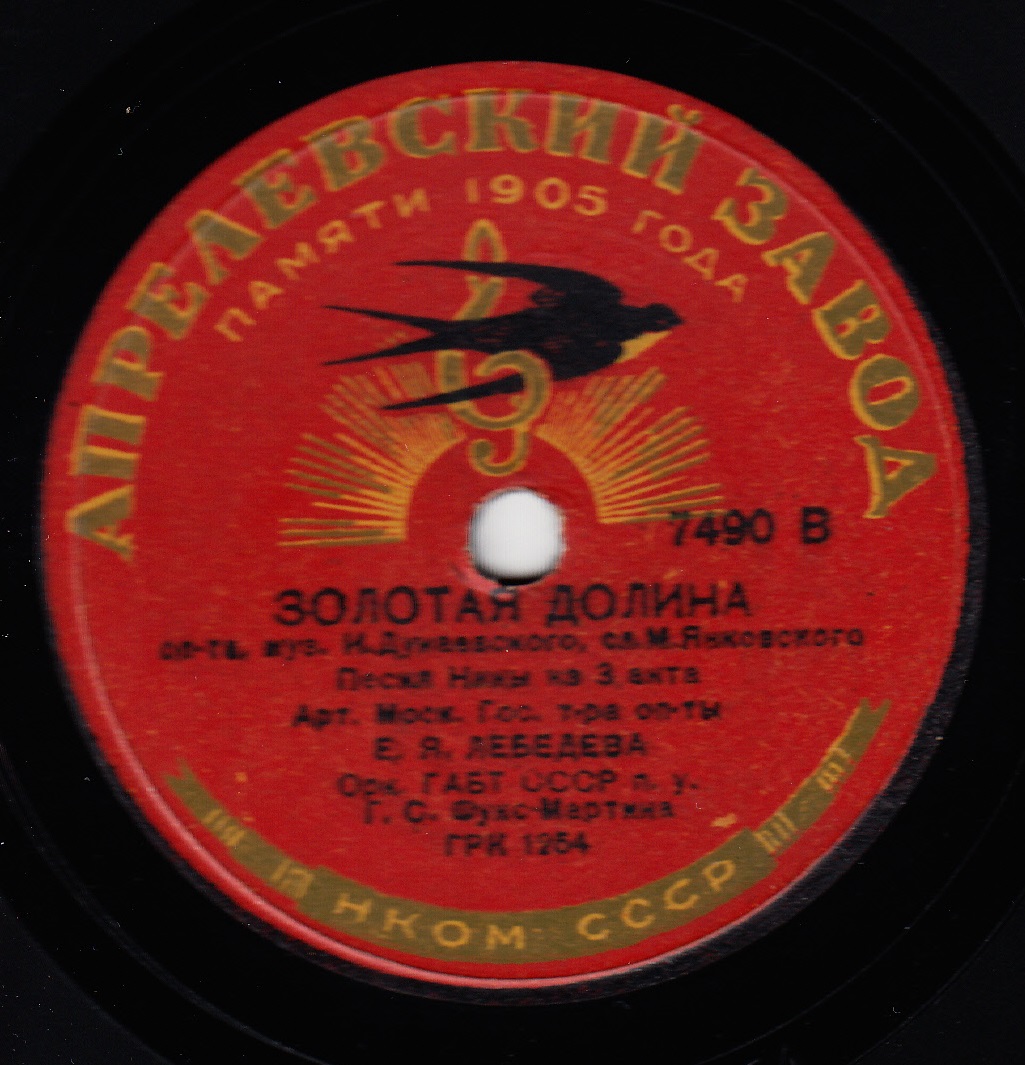 АПРЕЛЕВСКИЙ ЗАВОД
ПАМЯТИ 1905 ГОДА
7490 В
ЗОЛОТАЯ ДОЛИНА
оп-та, муз. И.Дунаевского, сл.М.Янковского
Песня Ники из 3 акта
Арт. Моск. Гос. т-ра оп-ты
Е. Я. ЛЕБЕДЕВА
Орк. ГАБТ СССР п. у.
Г. С. Фукс-Мартина
ГРК 1254
НКОМ СССР